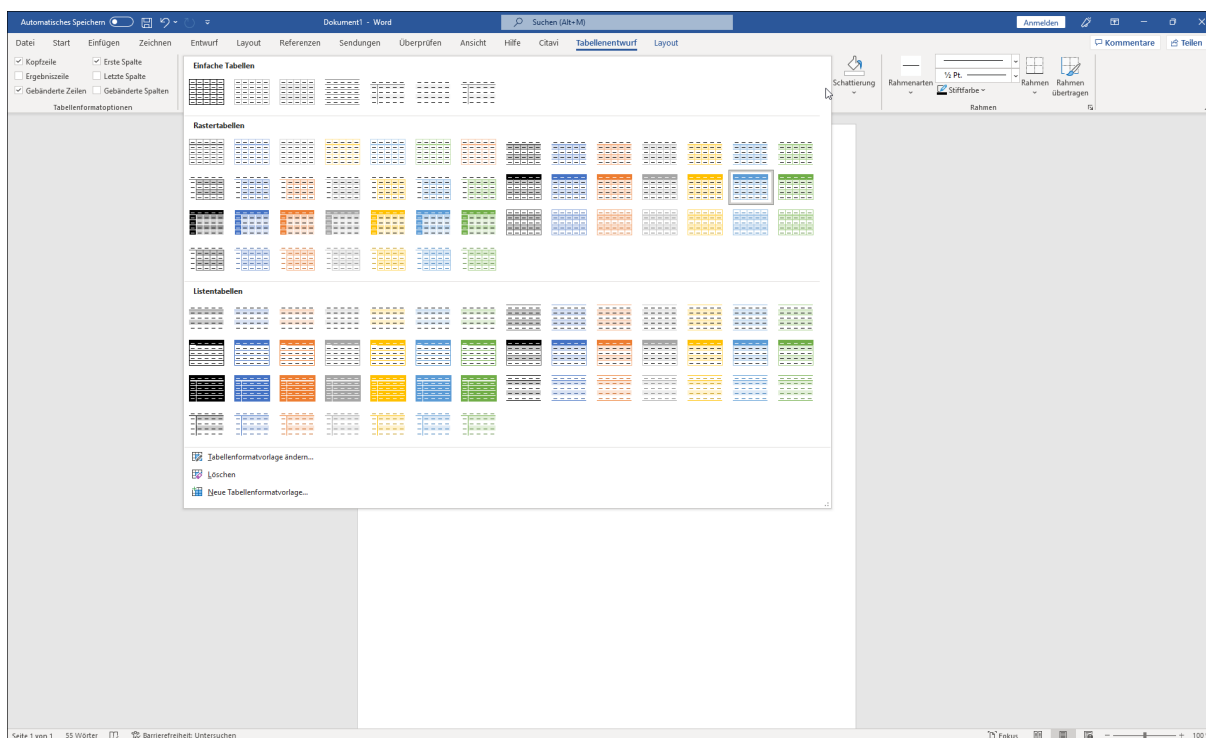 Automatisches Speichern Dokument1 - Word Suchen (Alt+M) Anmelden
Datei Start Einfügen Zeichnen Entwurf Layout Referenzen Sendungen Überprüfen Ansicht Hilfe Citavi Tabellenentwurf Layout Kommentare Teilen
Kopfzeile Erste Spalte
Ergebniszeile Letzte Spalte
Gebänderte Zeilen Gebänderte Spalten
Tabellenformatoptionen
Einfache Tabellen
Rastertabellen
Listentabellen
Tabellenformatvorlage ändern...
Löschen
Neue Tabellenformatvorlage...
Schattierung
Rahmenarten
½ Pt.
Stiftfarbe
Rahmen
Rahmen übertragen
Rahmen
Seite 1 von 1 55 Wörter Barrierefreiheit: Untersuchen Fokus 100